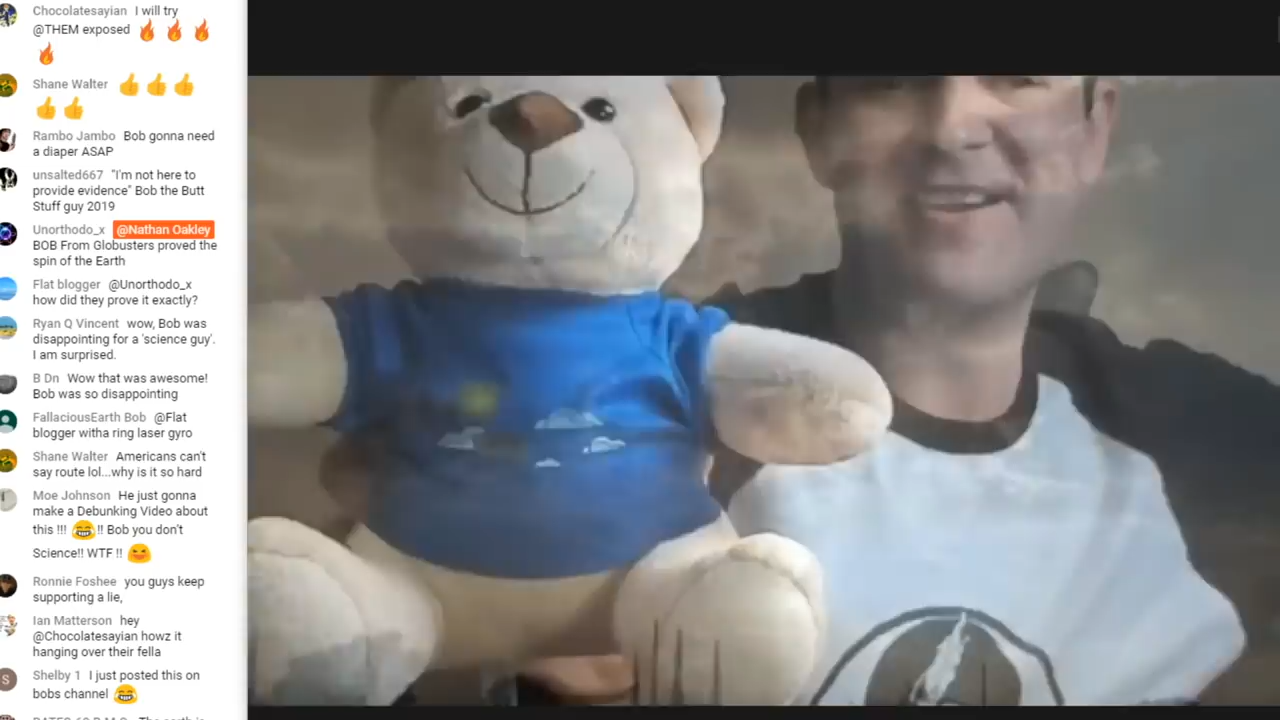 Chocolatesayian I will try
@THEM exposed
Shane Walter
Rambo Jambo Bob gonna need
a diaper ASAP
unsalted667 "I'm not here to
provide evidence" Bob the Butt
Stuff guy 2019
Unorthodo_x @Nathan Oakley
BOB From Globusters proved the
spin of the Earth
Flat blogger @Unorthodo_x
how did they prove it exactly?
Ryan Q Vincent wow, Bob was
disappointing for a 'science guy'.
I am surprised.
B Dn Wow that was awesome!
Bob was so disappointing
FallaciousEarth Bob @Flat
blogger witha ring laser gyro
Shane Walter Americans can't
say route lol...why is it so hard
Moe Johnson He just gonna
make a Debunking Video about
this !!! 😂 !! Bob you don't
Science!! WTF !! 😝
Ronnie Foshee you guys keep
supporting a lie,
Ian Matterson hey
@Chocolatesayian howz it
hanging over their fella
S Shelby 1 I just posted this on
bobs channel 😂